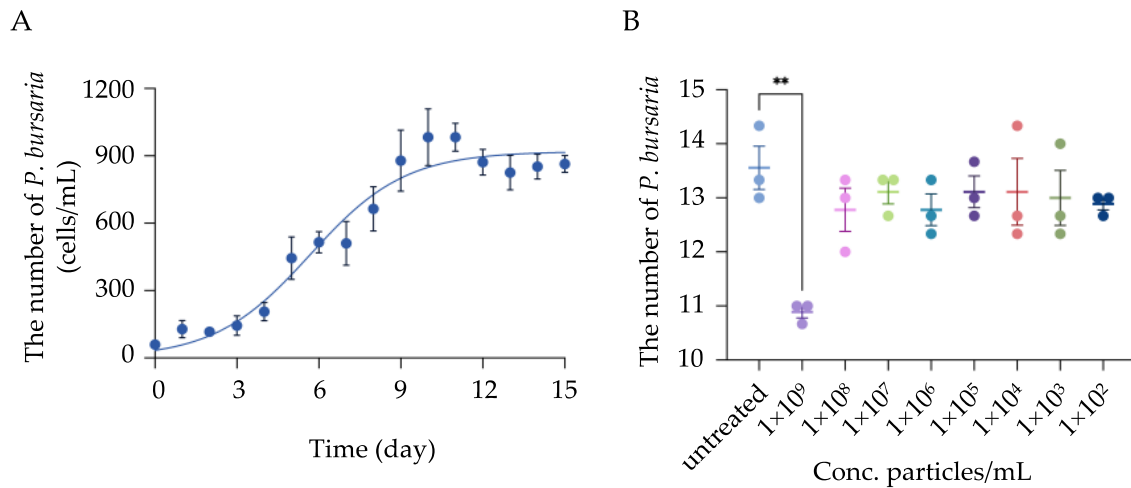 A
The number of P. bursaria
(cells/mL)
1200
900
600
300
0
0 3 6 9 12 15
Time (day)
B
The number of P. bursaria
15
14
13
12
11
10
**
untreated 1×10⁹ 1×10⁸ 1×10⁷ 1×10⁶ 1×10⁵ 1×10⁴ 1×10³ 1×10²
Conc. particles/mL